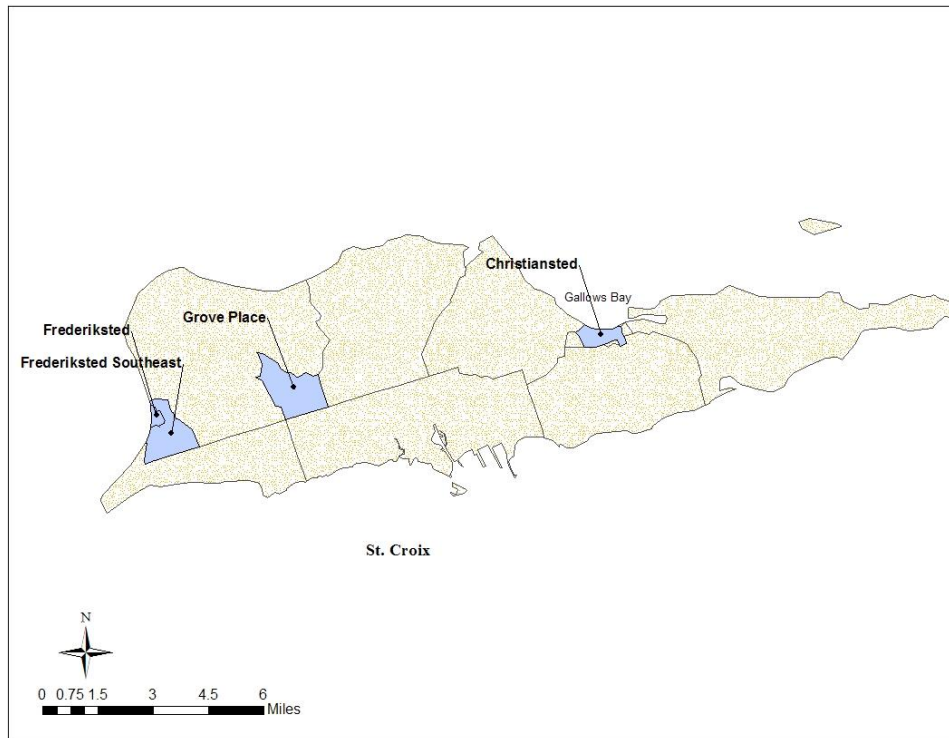 Christiansted
Gallows Bay
Grove Place
Frederiksted
Frederiksted Southeast
St. Croix
N
0 0.75 1.5 3 4.5 6
Miles